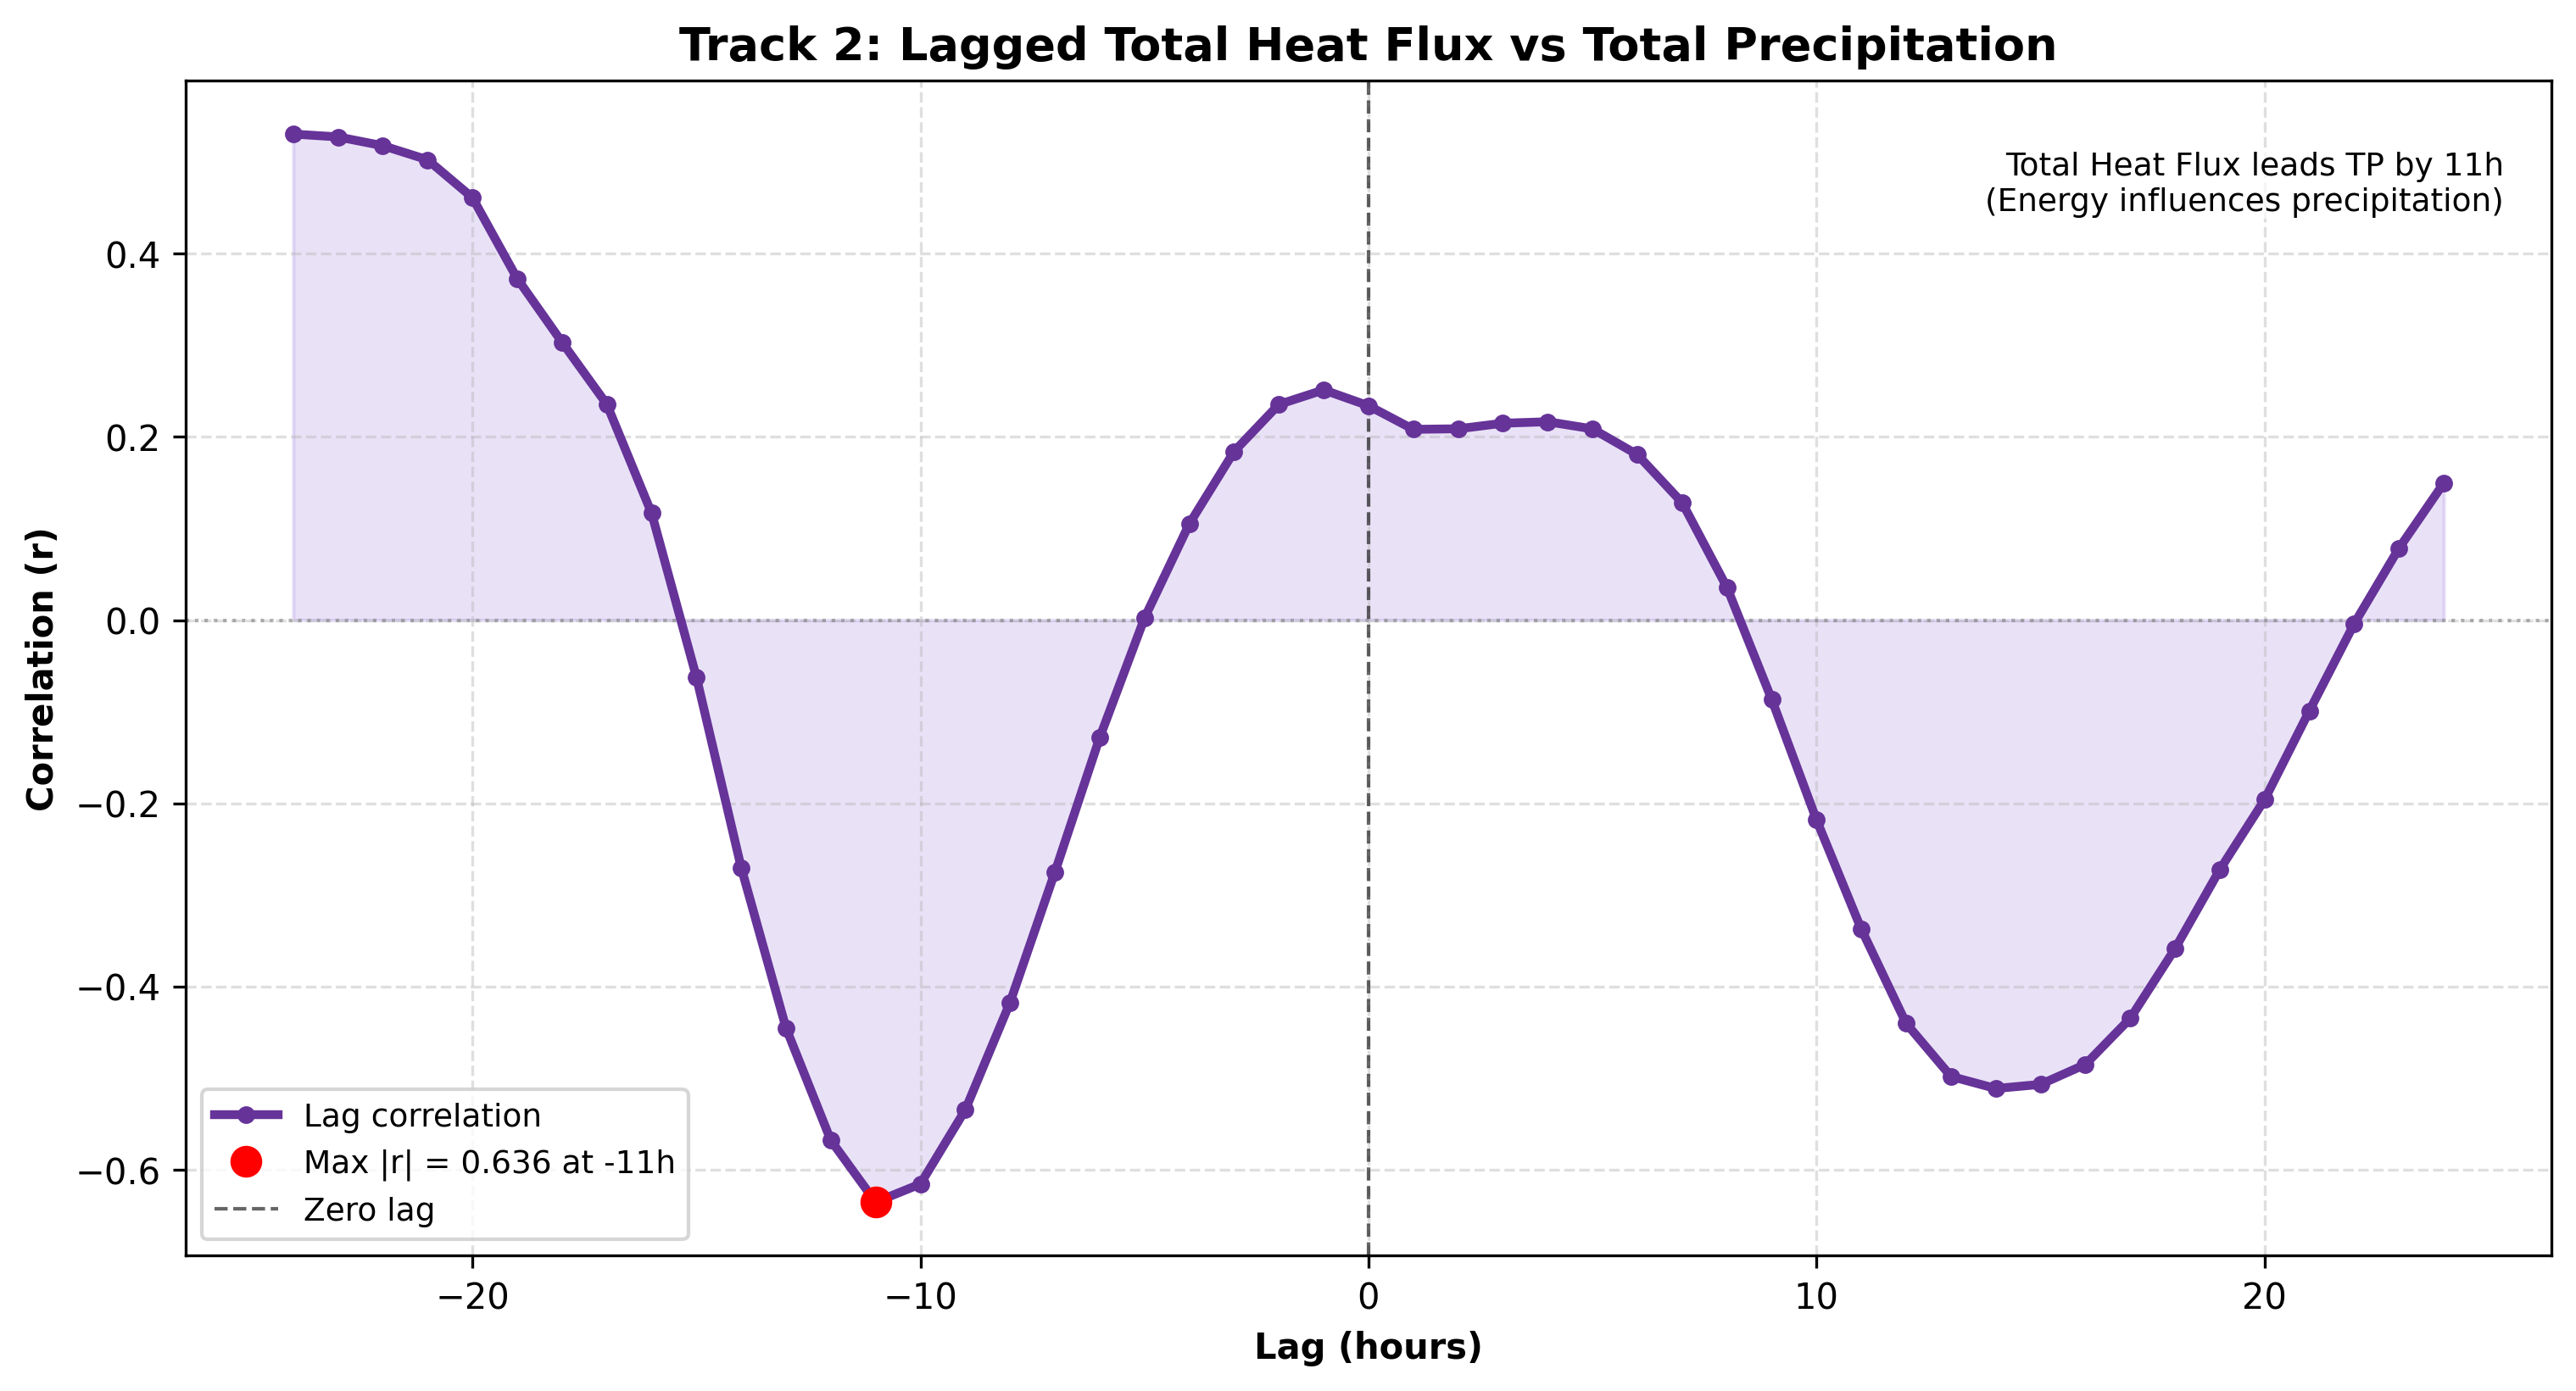 Track 2: Lagged Total Heat Flux vs Total Precipitation
Total Heat Flux leads TP by 11h
(Energy influences precipitation)
Correlation (r)
0.4
0.2
0.0
−0.2
−0.4
−0.6
Lag correlation
Max |r| = 0.636 at -11h
Zero lag
−20
−10
0
10
20
Lag (hours)